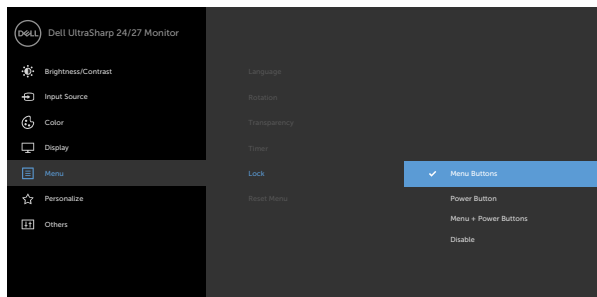 DELL Dell UltraSharp 24/27 Monitor
Brightness/Contrast Language
Input Source Rotation
Color Transparency
Display Timer
Menu Lock Menu Buttons
Personalize Reset Menu Power Button
Menu + Power Buttons
Others
Disable